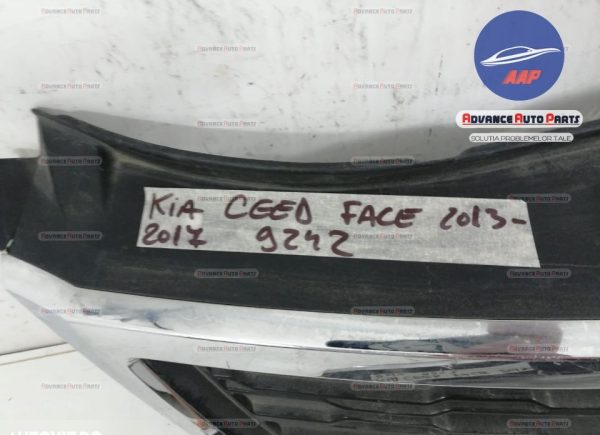 AAP
ADVANCE AUTO PARTS
SOLUTIA PROBLEMELOR TALE
KIA CEED FACE 2013-
2017 9242